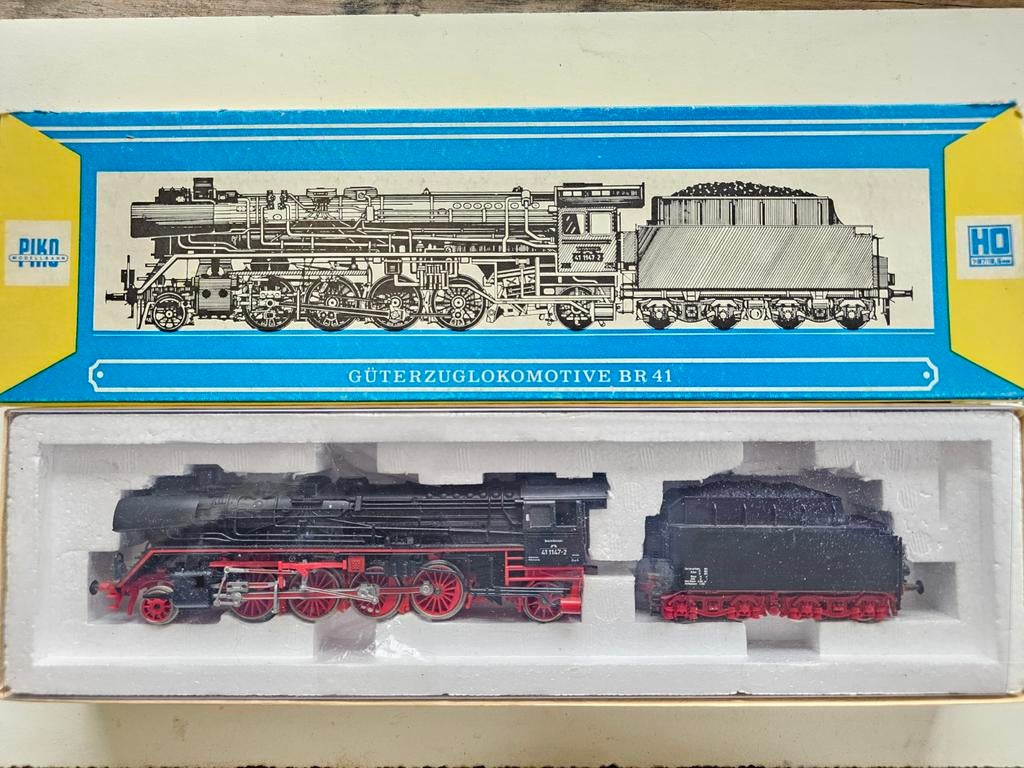 PIKO
MODELLBAHN
41 1147-2
HO
GÜTERZUGLOKOMOTIVE BR 41
41 1147-2